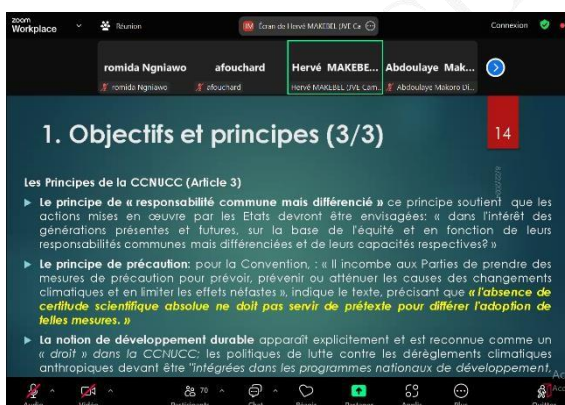 zoom
Workplace
Réunion
Écran de Hervé MAKEBEL (JVE Ca
Connexion
romida Ngniawo
afouchard
Hervé MAKEBE...
Abdoulaye Mak...
romida Ngniawo
afouchard
Hervé MAKEBEL (JVE Cam...
Abdoulaye Makoro Di...
1. Objectifs et principes (3/3)
14
Les Principes de la CCNUCC (Article 3)
Le principe de « responsabilité commune mais différencié » ce principe soutient que les
actions mises en œuvre par les Etats devront être envisagées: « dans l'intérêt des
générations présentes et futures, sur la base de l'équité et en fonction de leurs
responsabilités communes mais différenciées et de leurs capacités respectives? »
Le principe de précaution: pour la Convention, : « Il incombe aux Parties de prendre des
mesures de précaution pour prévoir, prévenir ou atténuer les causes des changements
climatiques et en limiter les effets néfastes », indique le texte, précisant que « l'absence de
certitude scientifique absolue ne doit pas servir de prétexte pour différer l'adoption de
telles mesures. »
La notion de développement durable apparaît explicitement et est reconnue comme un
« droit » dans la CCNUCC; les politiques de lutte contre les dérèglements climatiques
anthropiques devant être "intégrées dans les programmes nationaux de développement,
70